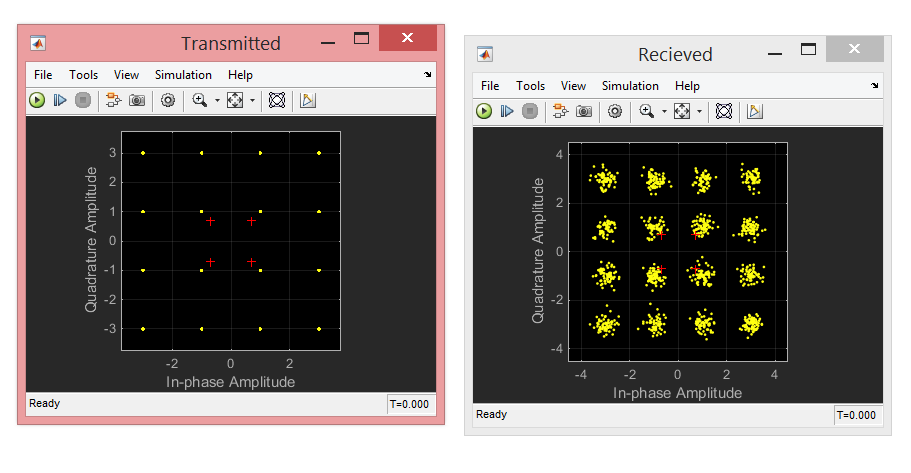 Transmitted
File Tools View Simulation Help
3
2
1
0
-1
-2
-3
Quadrature Amplitude
-2 0 2
In-phase Amplitude
Ready T=0.000
Recieved
File Tools View Simulation Help
4
2
0
-2
-4
Quadrature Amplitude
-4 -2 0 2 4
In-phase Amplitude
Ready T=0.000